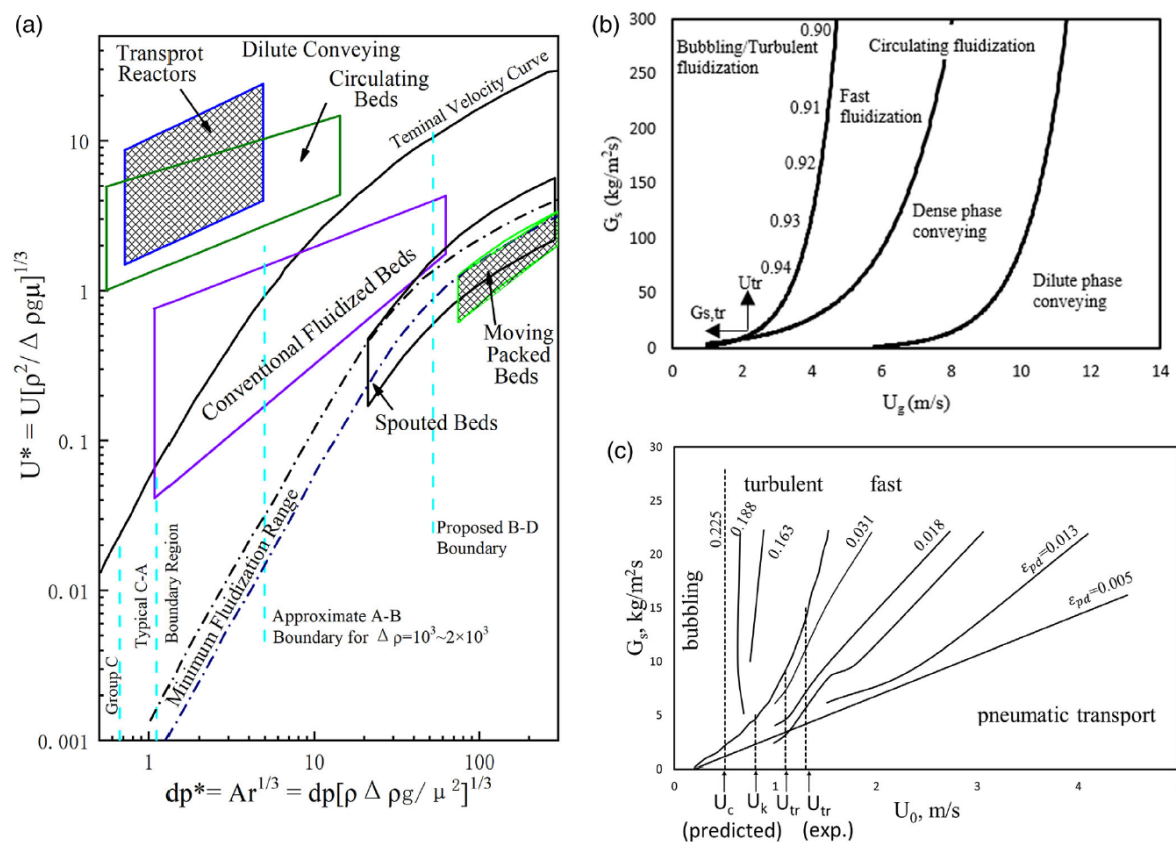 (a)
Transprot
Reactors
Dilute Conveying
Circulating
Beds
Teminal Velocity Curve
Conventional Fluidized Beds
Moving
Packed
Beds
Spouted Beds
Minimum Fluidization Range
Proposed B-D
Boundary
Approximate A-B
Boundary for Δρ=10³~2×10³
Group C
Typical C-A
Boundary Region
10
1
0.1
0.01
0.001
U* = U[ρ²/Δρgμ]^1/3
1
10
100
dp*= Ar^1/3 = dp[ρΔρg/μ²]^1/3
(b)
300
250
200
150
100
50
0
Gs (kg/m²s)
Bubbling/Turbulent
fluidization
0.90
0.91
0.92
0.93
0.94
Circulating fluidization
Fast
fluidization
Dense phase
conveying
Dilute phase
conveying
Utr
Gs,tr
0
2
4
6
8
10
12
14
Ug (m/s)
(c)
30
25
20
15
10
5
0
Gs, kg/m²s
bubbling
turbulent
fast
0.225
0.188
0.163
0.031
0.018
εpd=0.013
εpd=0.005
pneumatic transport
0
1
2
3
4
Uc
Uk
Utr
Utr
(predicted)
(exp.)
U0, m/s